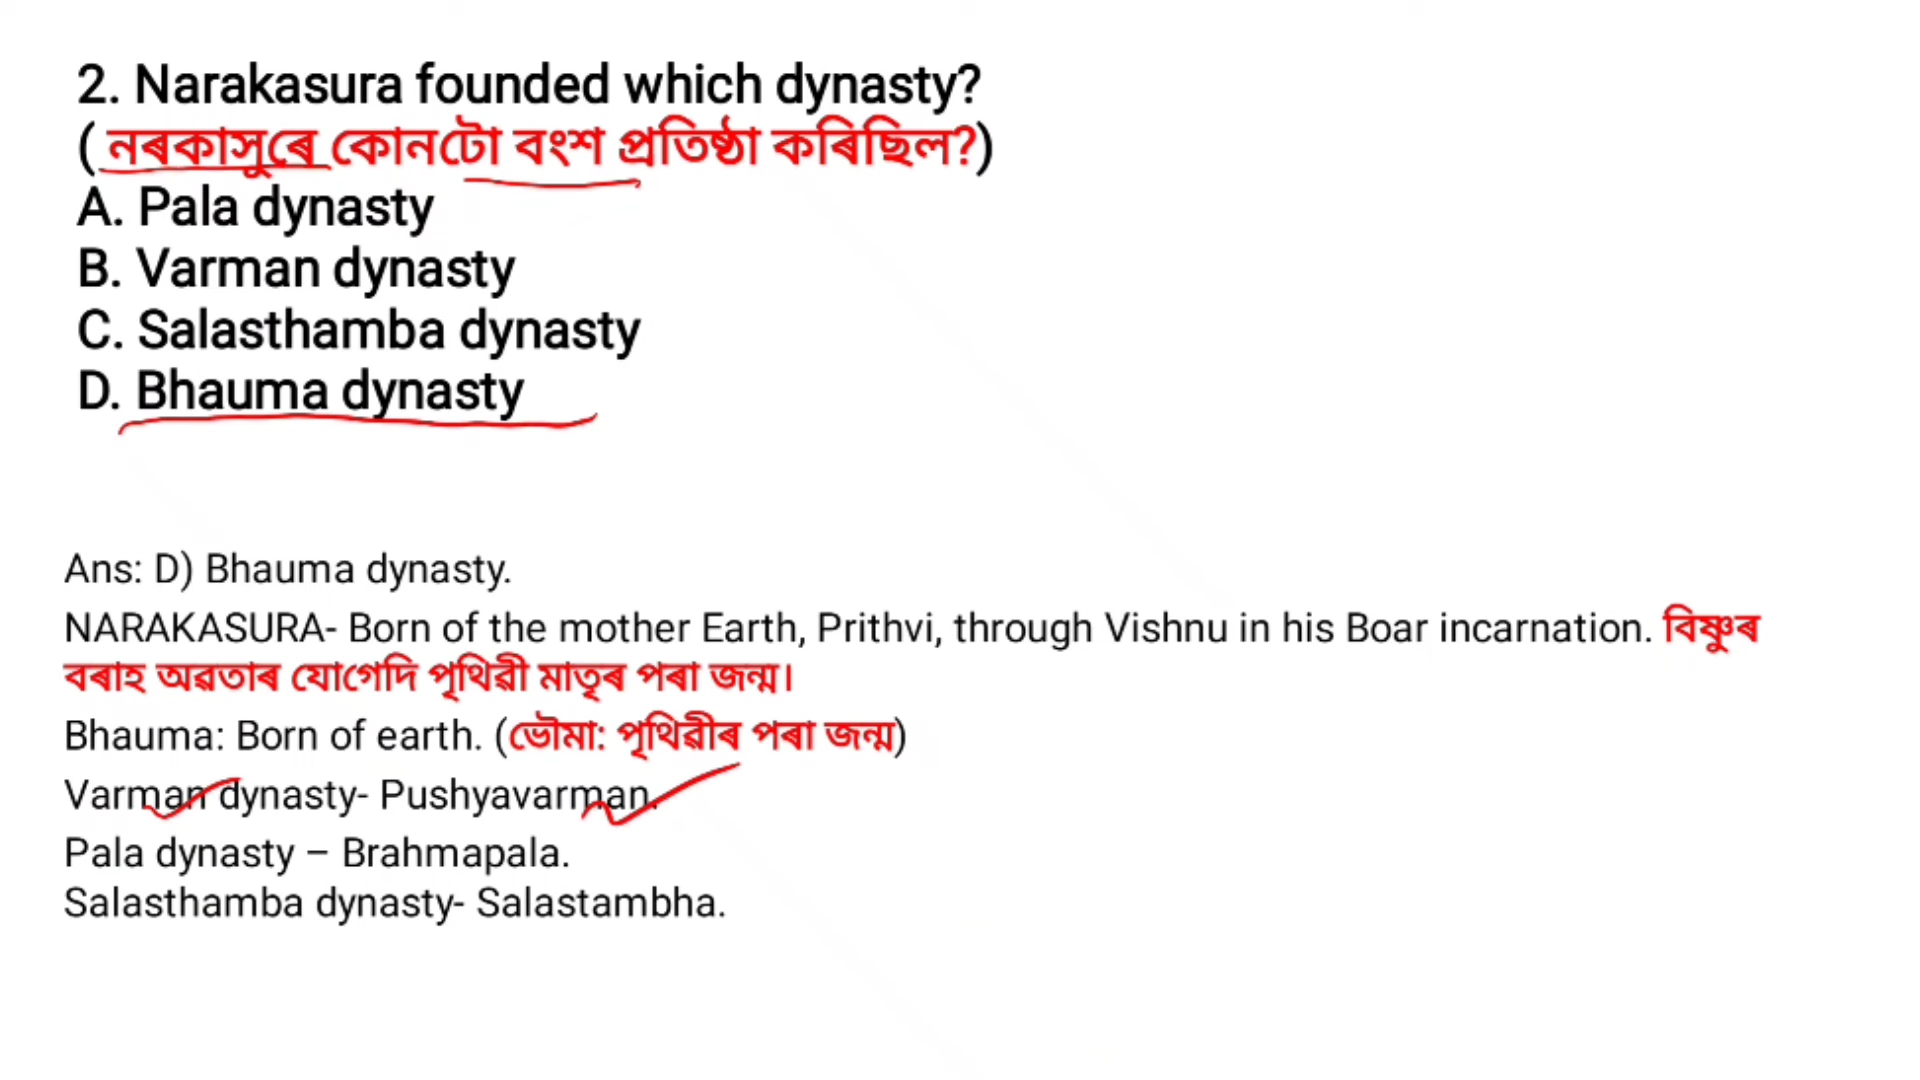 2. Narakasura founded which dynasty?
( নৰকাসুৰে কোনটো বংশ প্ৰতিষ্ঠা কৰিছিল?)
A. Pala dynasty
B. Varman dynasty
C. Salasthamba dynasty
D. Bhauma dynasty
Ans: D) Bhauma dynasty.
NARAKASURA- Born of the mother Earth, Prithvi, through Vishnu in his Boar incarnation. বিষ্ণুৰ
বৰাহ অৱতাৰ যোগেদি পৃথিৱী মাতৃৰ পৰা জন্ম।
Bhauma: Born of earth. (ভৌমা: পৃথিৱীৰ পৰা জন্ম)
Varman dynasty- Pushyavarman.
Pala dynasty – Brahmapala.
Salasthamba dynasty- Salastambha.